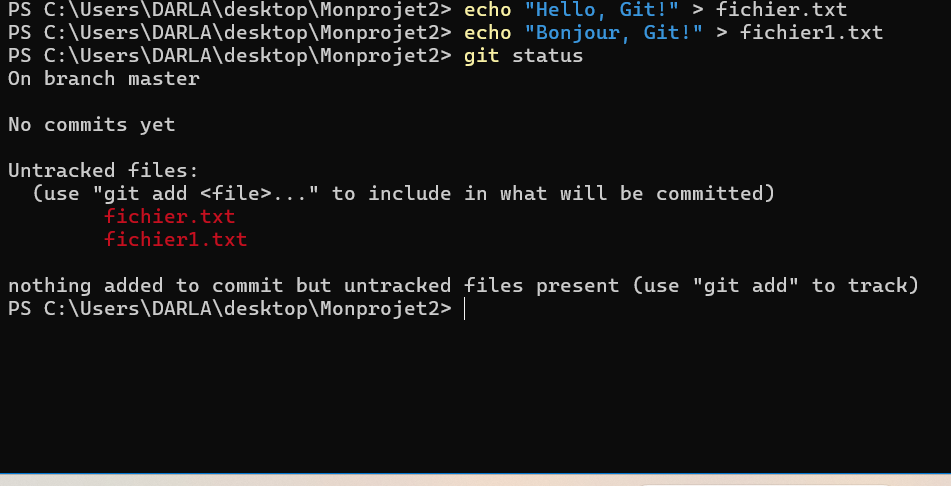 PS C:\Users\DARLA\desktop\Monprojet2> echo "Hello, Git!" > fichier.txt
PS C:\Users\DARLA\desktop\Monprojet2> echo "Bonjour, Git!" > fichier1.txt
PS C:\Users\DARLA\desktop\Monprojet2> git status
On branch master
No commits yet
Untracked files:
(use "git add <file>..." to include in what will be committed)
fichier.txt
fichier1.txt
nothing added to commit but untracked files present (use "git add" to track)
PS C:\Users\DARLA\desktop\Monprojet2>